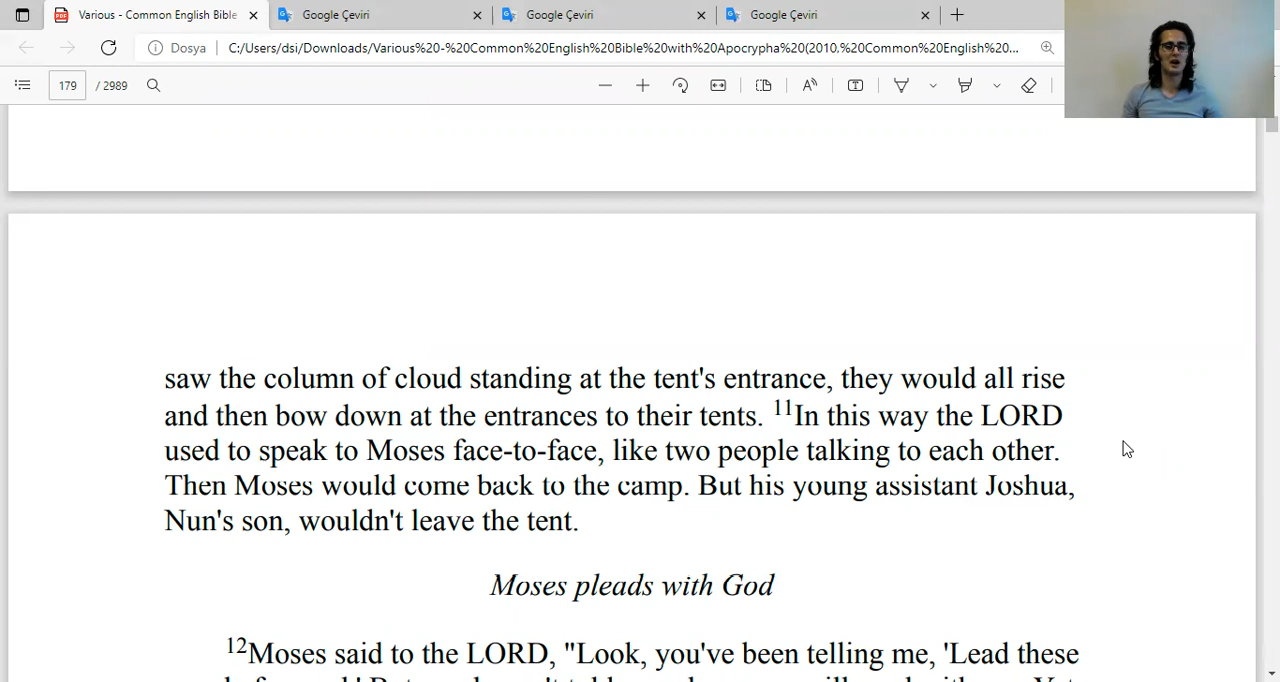 Various - Common English Bible
Google Çeviri
Google Çeviri
Google Çeviri
Dosya
C:/Users/dsi/Downloads/Various%20-%20Common%20English%20Bible%20with%20Apocrypha%20(2010,%20Common%20English%20...
179 / 2989
saw the column of cloud standing at the tent's entrance, they would all rise
and then bow down at the entrances to their tents. 11In this way the LORD
used to speak to Moses face-to-face, like two people talking to each other.
Then Moses would come back to the camp. But his young assistant Joshua,
Nun's son, wouldn't leave the tent.
Moses pleads with God
12Moses said to the LORD, "Look, you've been telling me, 'Lead these